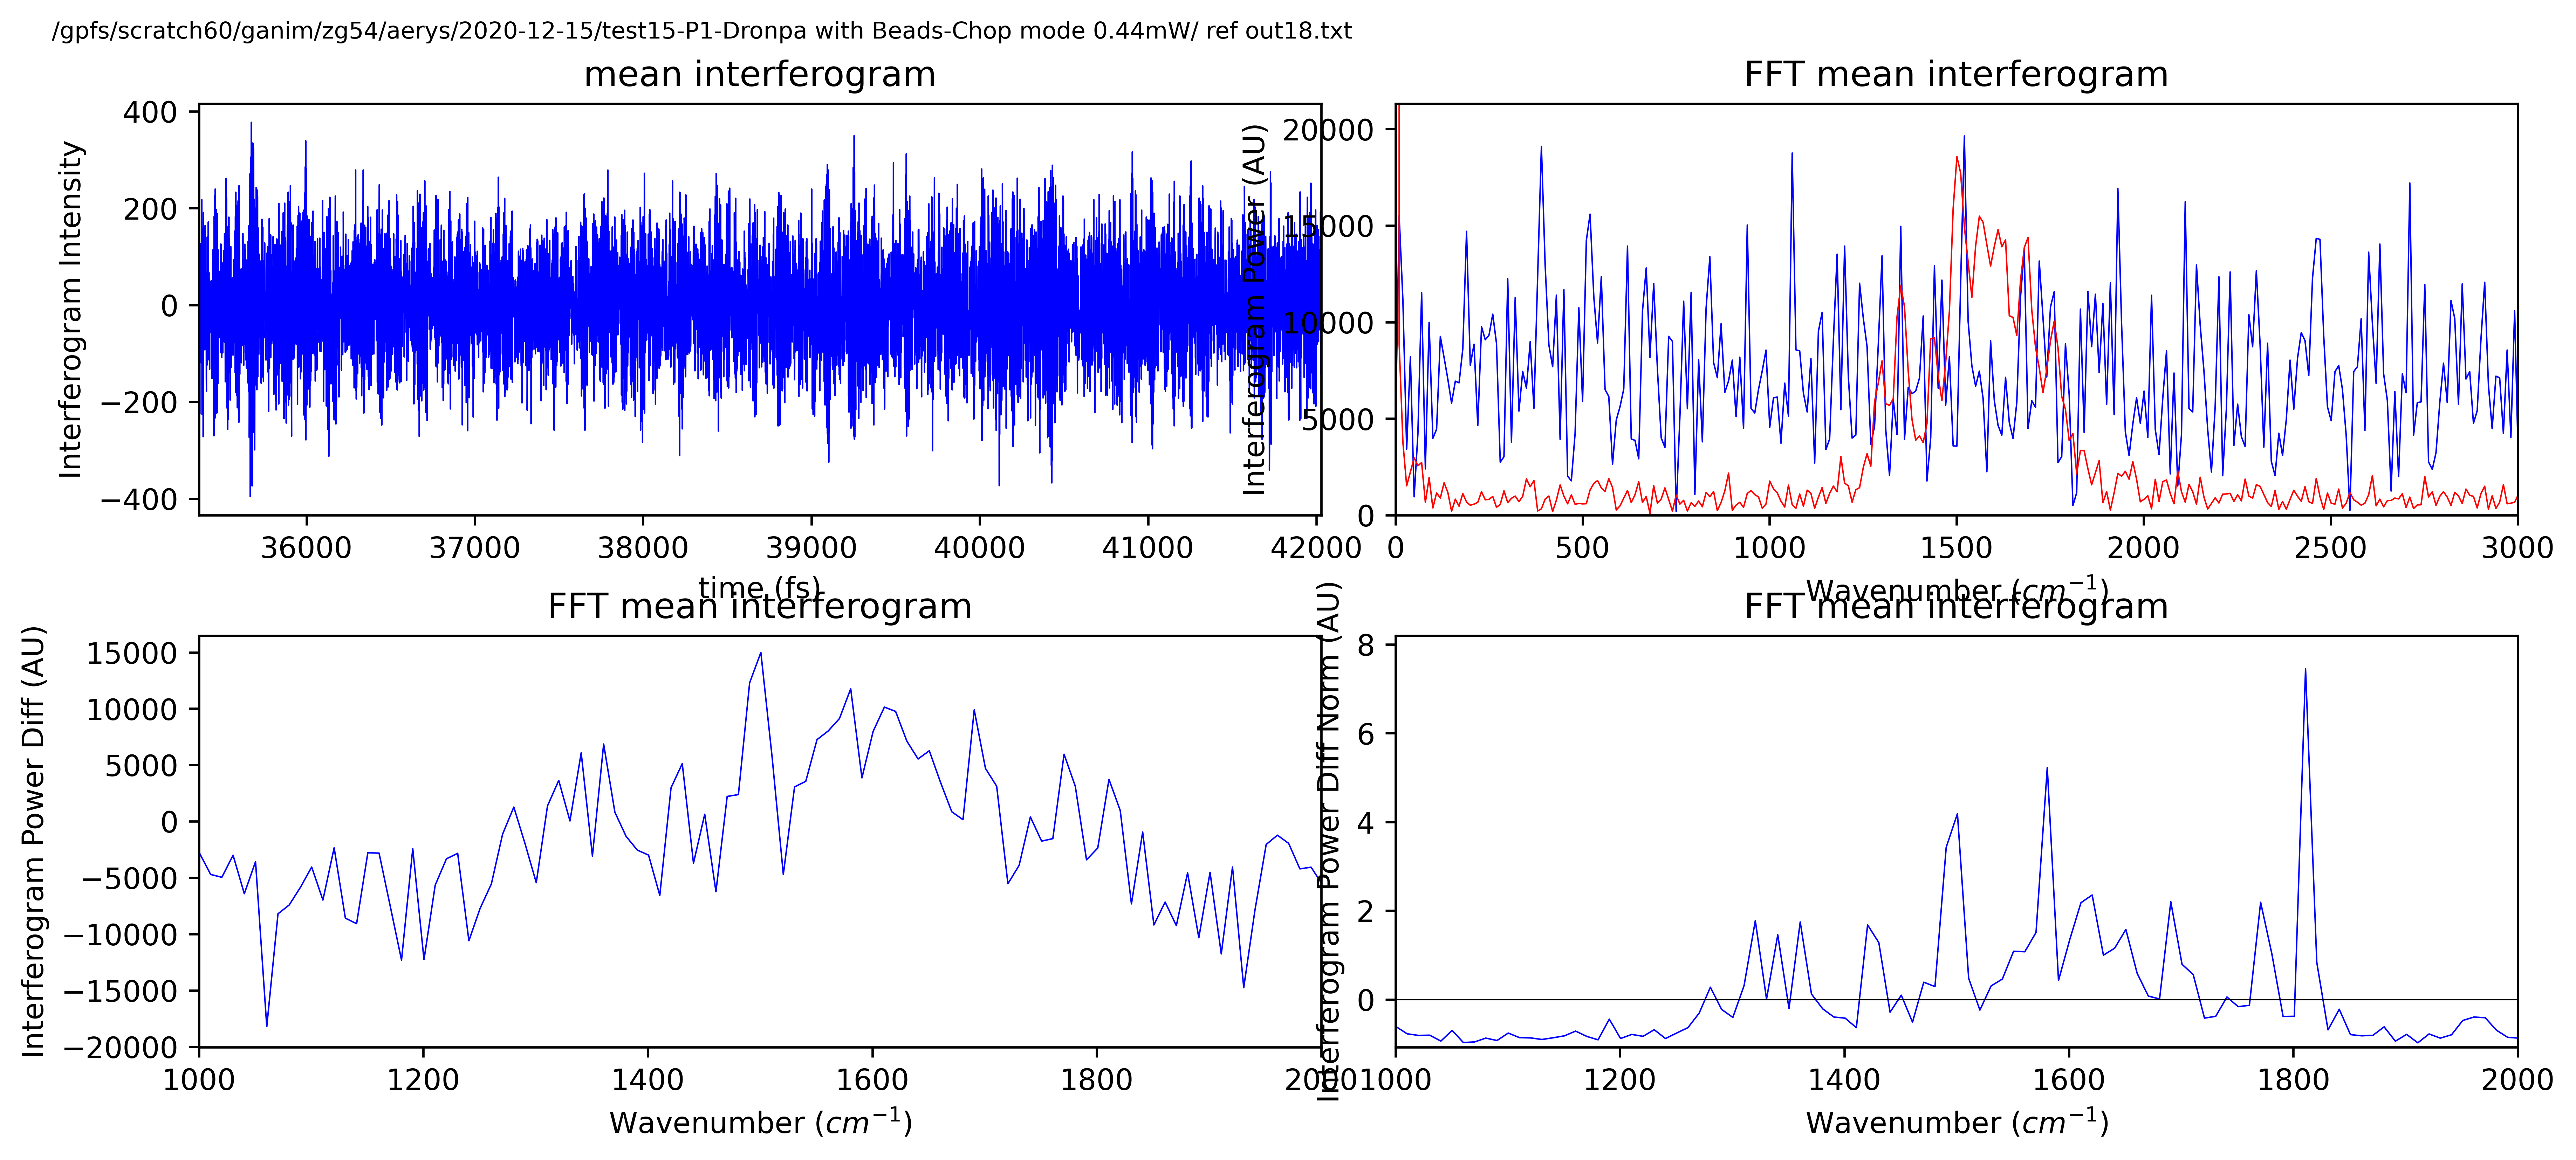 /gpfs/scratch60/ganim/zg54/aerys/2020-12-15/test15-P1-Dronpa with Beads-Chop mode 0.44mW/ ref out18.txt
mean interferogram
Interferogram Intensity
400
200
0
−200
−400
36000 37000 38000 39000 40000 41000 42000
time (fs)
FFT mean interferogram
Interferogram Power (AU)
20000
15000
10000
5000
0
0 500 1000 1500 2000 2500 3000
Wavenumber (cm⁻¹)
FFT mean interferogram
Interferogram Power Diff (AU)
15000
10000
5000
0
−5000
−10000
−15000
−20000
1000 1200 1400 1600 1800 2000
Wavenumber (cm⁻¹)
FFT mean interferogram
Interferogram Power Diff Norm (AU)
8
6
4
2
0
1000 1200 1400 1600 1800 2000
Wavenumber (cm⁻¹)